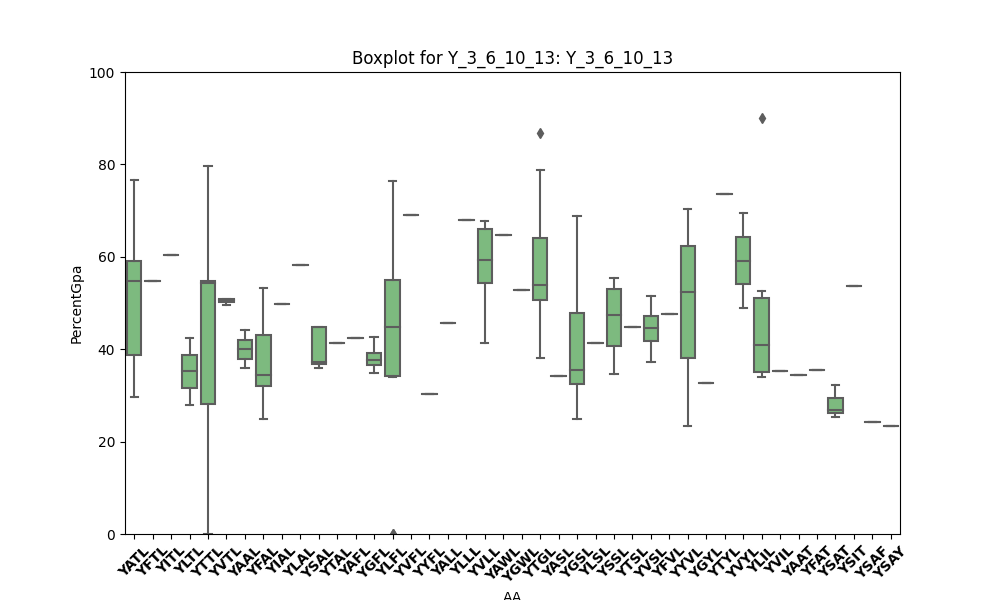 Boxplot for Y_3_6_10_13: Y_3_6_10_13
100
80
60
40
20
0
PercentGpa
YATL YFTL YITL YLTL YTTL YVTL YAAL YFAL YIAL YLAL YSAL YTAL YAFL YGFL YLFL YVFL YYFL YALL YLLL YVLL YAWL YGWL YTGL YASL YGSL YLSL YSSL YTSL YVSL YFVL YYVL YGYL YTYL YVYL YLIL YVIL YAAT YFAT YSAT YSIT YSAF YSAY
AA